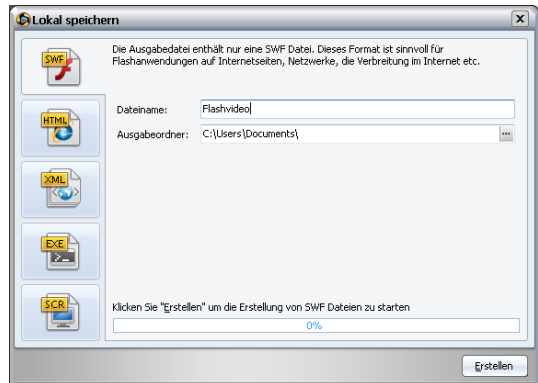 Lokal speichern
SWF
Die Ausgabedatei enthält nur eine SWF Datei. Dieses Format ist sinnvoll für
Flashanwendungen auf Internetseiten, Netzwerke, die Verbreitung im Internet etc.
HTML
Dateiname: Flashvideo
Ausgabeordner: C:\Users\Documents\ ...
XML
EXE
SCR
Klicken Sie "Erstellen" um die Erstellung von SWF Dateien zu starten
0%
Erstellen